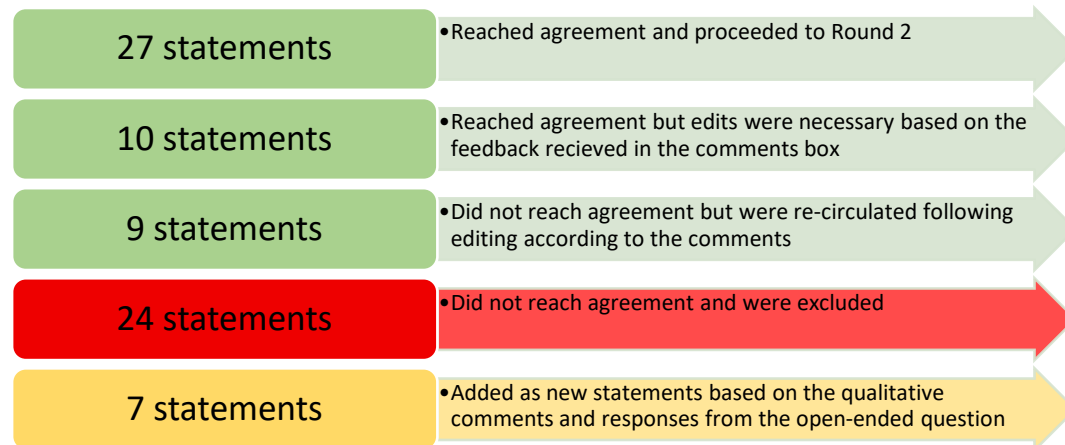 27 statements
•Reached agreement and proceeded to Round 2
10 statements
•Reached agreement but edits were necessary based on the
feedback recieved in the comments box
9 statements
•Did not reach agreement but were re-circulated following
editing according to the comments
24 statements
•Did not reach agreement and were excluded
7 statements
•Added as new statements based on the qualitative
comments and responses from the open-ended question